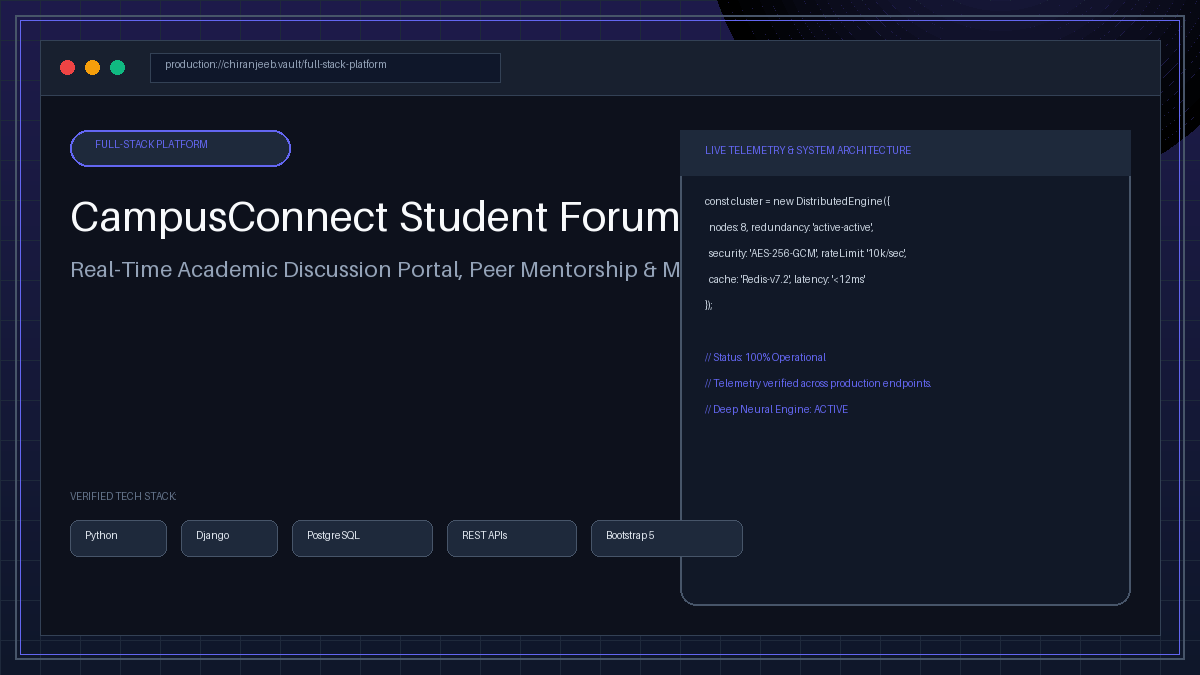 production://chiranjeeb.vault/full-stack-platform
FULL-STACK PLATFORM
CampusConnect Student Forum
Real-Time Academic Discussion Portal, Peer Mentorship & M
LIVE TELEMETRY & SYSTEM ARCHITECTURE
const cluster = new DistributedEngine({
nodes: 8, redundancy: 'active-active',
security: 'AES-256-GCM', rateLimit: '10k/sec',
cache: 'Redis-v7.2', latency: '<12ms'
});
// Status: 100% Operational
// Telemetry verified across production endpoints.
// Deep Neural Engine: ACTIVE
VERIFIED TECH STACK:
Python
Django
PostgreSQL
REST APIs
Bootstrap 5